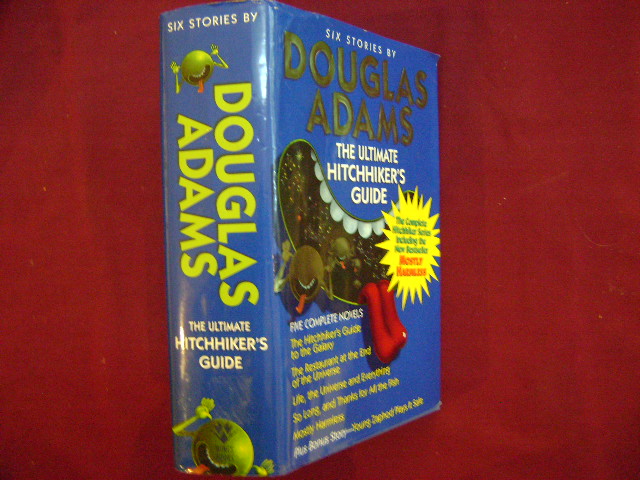 SIX STORIES BY
DOUGLAS
ADAMS
THE ULTIMATE
HITCHHIKER'S
GUIDE
SIX STORIES BY
DOUGLAS
ADAMS
THE ULTIMATE
HITCHHIKER'S
GUIDE
The Complete
Hitchhiker Series
Including the
New Bestseller
MOSTLY
HARMLESS
FIVE COMPLETE NOVELS
The Hitchhiker's Guide
to the Galaxy
The Restaurant at the End
of the Universe
Life, the Universe and Everything
So Long, and Thanks for All the Fish
Mostly Harmless
Plus Bonus Story—Young Zaphod Plays It Safe